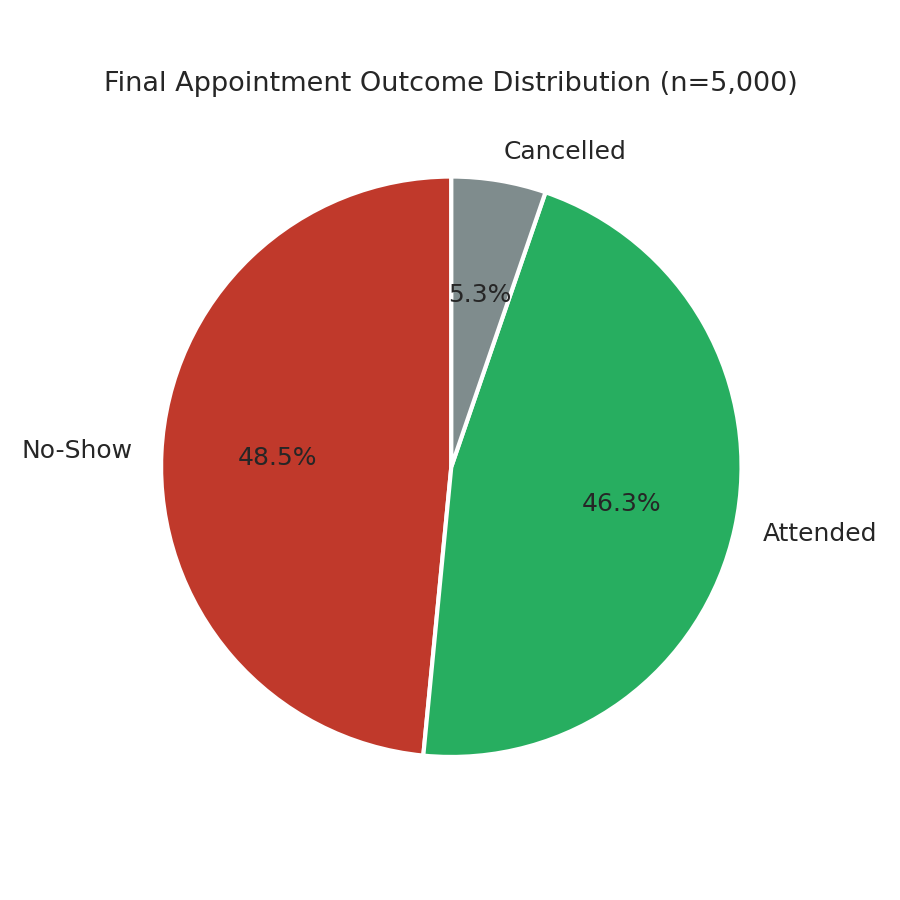 Final Appointment Outcome Distribution (n=5,000)
Cancelled
5.3%
No-Show
48.5%
46.3%
Attended